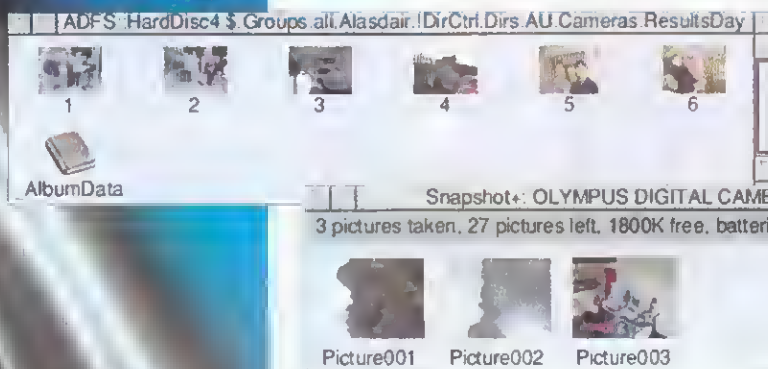 ADFS::HardDisc4.$.Groups.all.Alasdair.!DirCtrl.Dirs.AU.Cameras.ResultsDay
1 2 3 4 5 6
AlbumData
Snapshot+: OLYMPUS DIGITAL CAME
3 pictures taken, 27 pictures left, 1800K free, batteri
Picture001 Picture002 Picture003